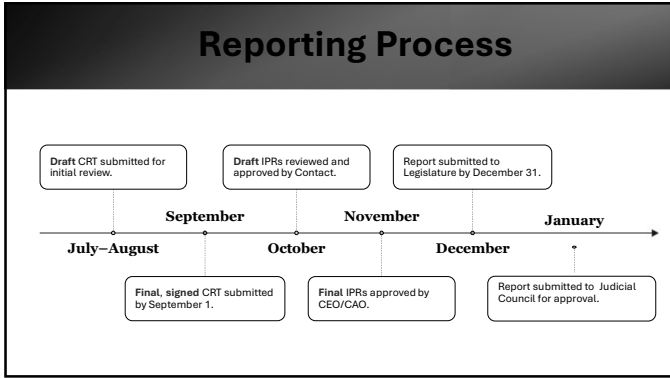 Reporting Process
Draft CRT submitted for
initial review.
Draft IPRs reviewed and
approved by Contact.
Report submitted to
Legislature by December 31.
September
November
January
July–August
October
December
Final, signed CRT submitted
by September 1.
Final IPRs approved by
CEO/CAO.
Report submitted to Judicial
Council for approval.